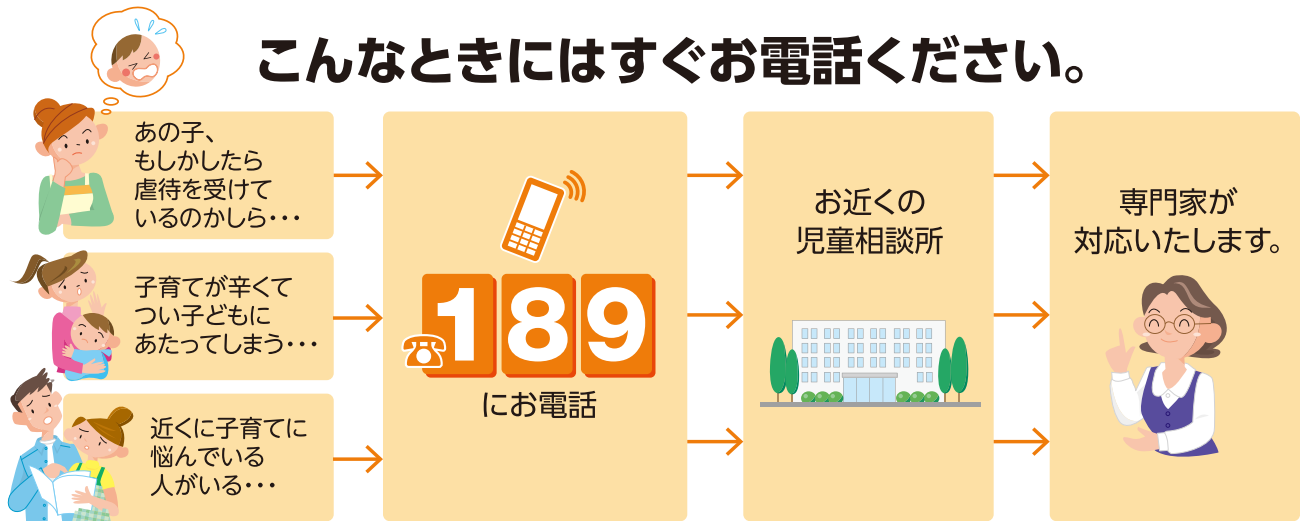 こんなときにはすぐお電話ください。
あの子、
もしかしたら
虐待を受けて
いるのかしら・・・
子育てが辛くて
つい子どもに
あたってしまう・・・
近くに子育てに
悩んでいる
人がいる・・・
189
にお電話
お近くの
児童相談所
専門家が
対応いたします。